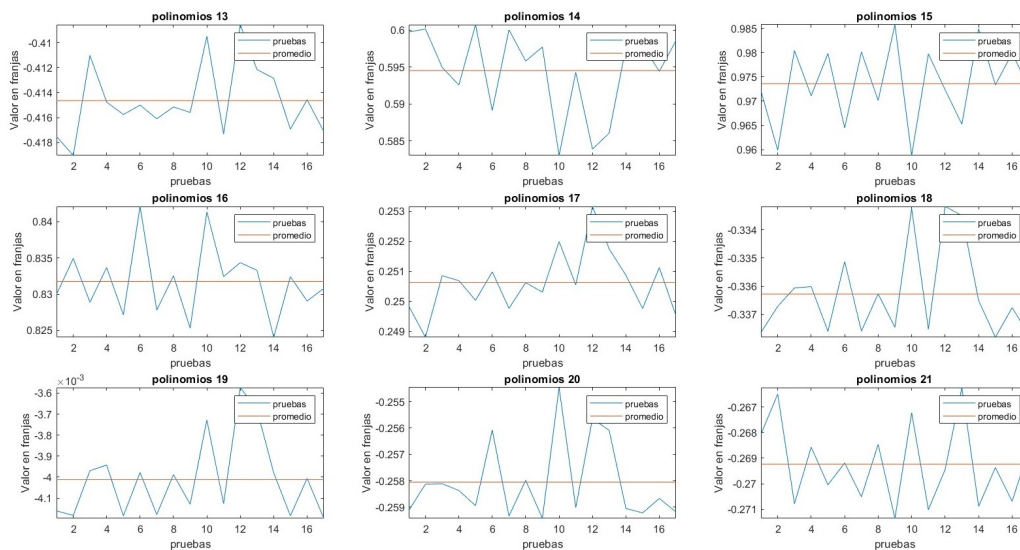 polinomios 13
-0.41
-0.412
-0.414
-0.416
-0.418
Valor en franjas
2 4 6 8 10 12 14 16
pruebas
pruebas
promedio
polinomios 14
0.6
0.595
0.59
0.585
Valor en franjas
2 4 6 8 10 12 14 16
pruebas
pruebas
promedio
polinomios 15
0.985
0.98
0.975
0.97
0.965
0.96
Valor en franjas
2 4 6 8 10 12 14 16
pruebas
pruebas
promedio
polinomios 16
0.84
0.835
0.83
0.825
Valor en franjas
2 4 6 8 10 12 14 16
pruebas
pruebas
promedio
polinomios 17
0.253
0.252
0.251
0.25
0.249
Valor en franjas
2 4 6 8 10 12 14 16
pruebas
pruebas
promedio
polinomios 18
-0.334
-0.335
-0.336
-0.337
Valor en franjas
2 4 6 8 10 12 14 16
pruebas
pruebas
promedio
polinomios 19
×10⁻³
-3.6
-3.7
-3.8
-3.9
-4
-4.1
Valor en franjas
2 4 6 8 10 12 14 16
pruebas
pruebas
promedio
polinomios 20
-0.255
-0.256
-0.257
-0.258
-0.259
Valor en franjas
2 4 6 8 10 12 14 16
pruebas
pruebas
promedio
polinomios 21
-0.267
-0.268
-0.269
-0.27
-0.271
Valor en franjas
2 4 6 8 10 12 14 16
pruebas
pruebas
promedio